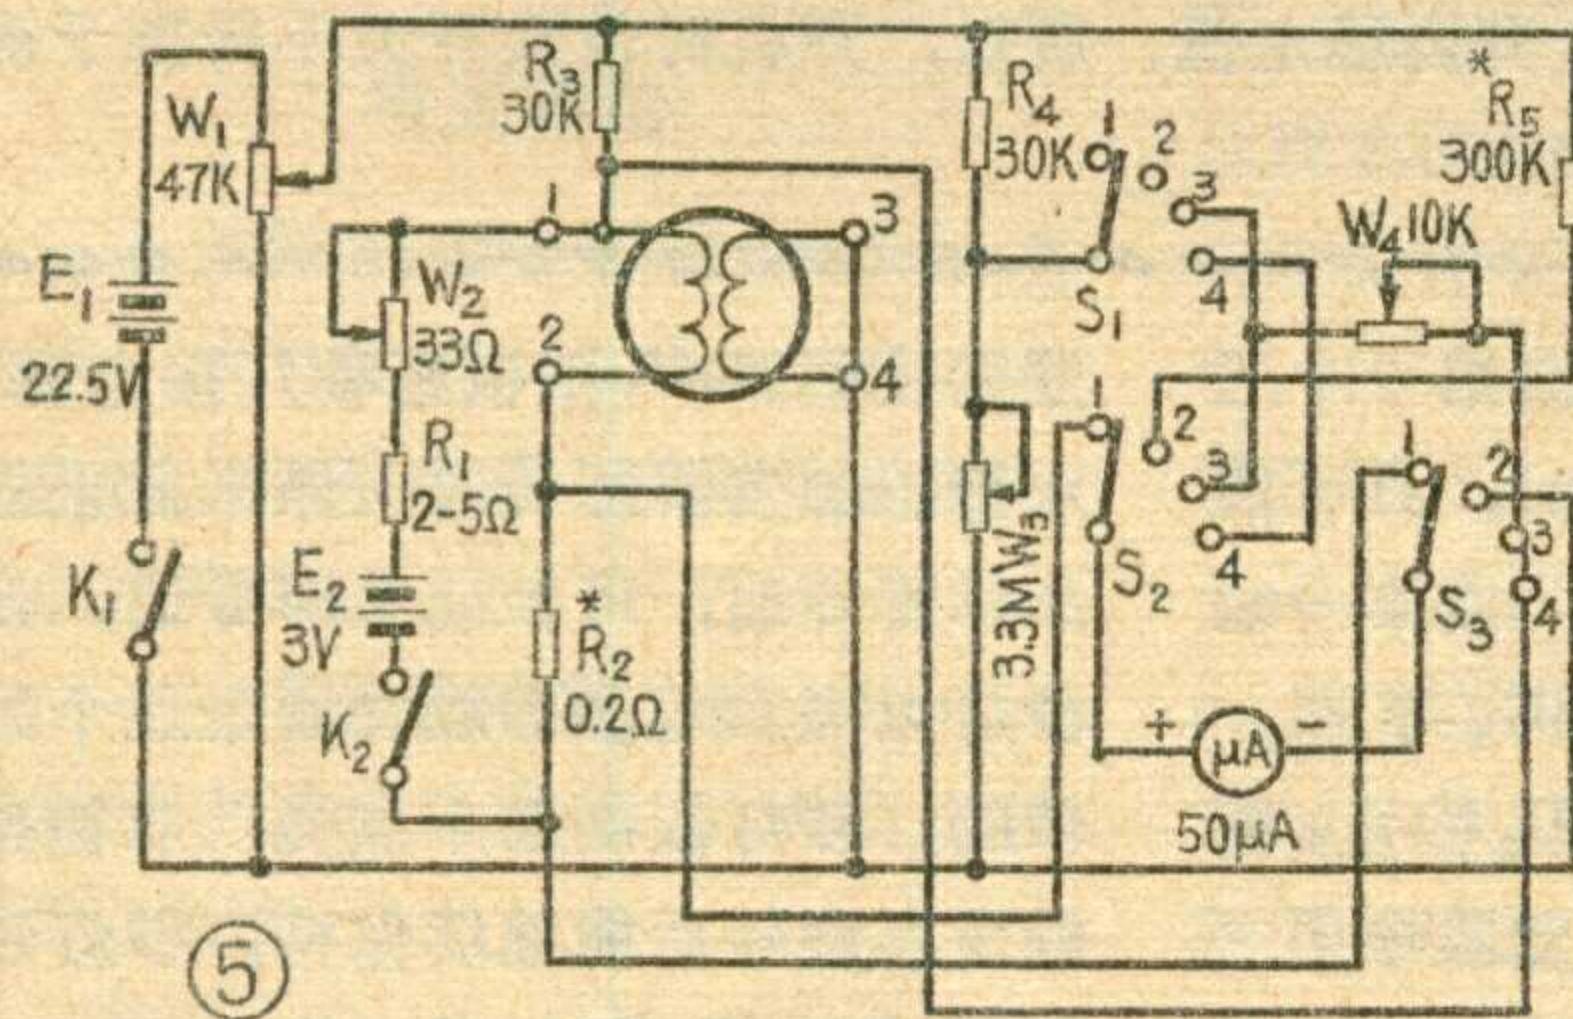 W₁
47K
E₁
22.5V
K₁
R₃
30K
1
2
3
4
W₂
33Ω
R₁
2-5Ω
E₂
3V
K₂
*
R₂
0.2Ω
R₄
30K
3.3M W₃
1
2
3
4
S₁
1
2
3
4
S₂
*
R₅
300K
W₄ 10K
1
2
3
4
S₃
+
μA
-
50μA
⑤